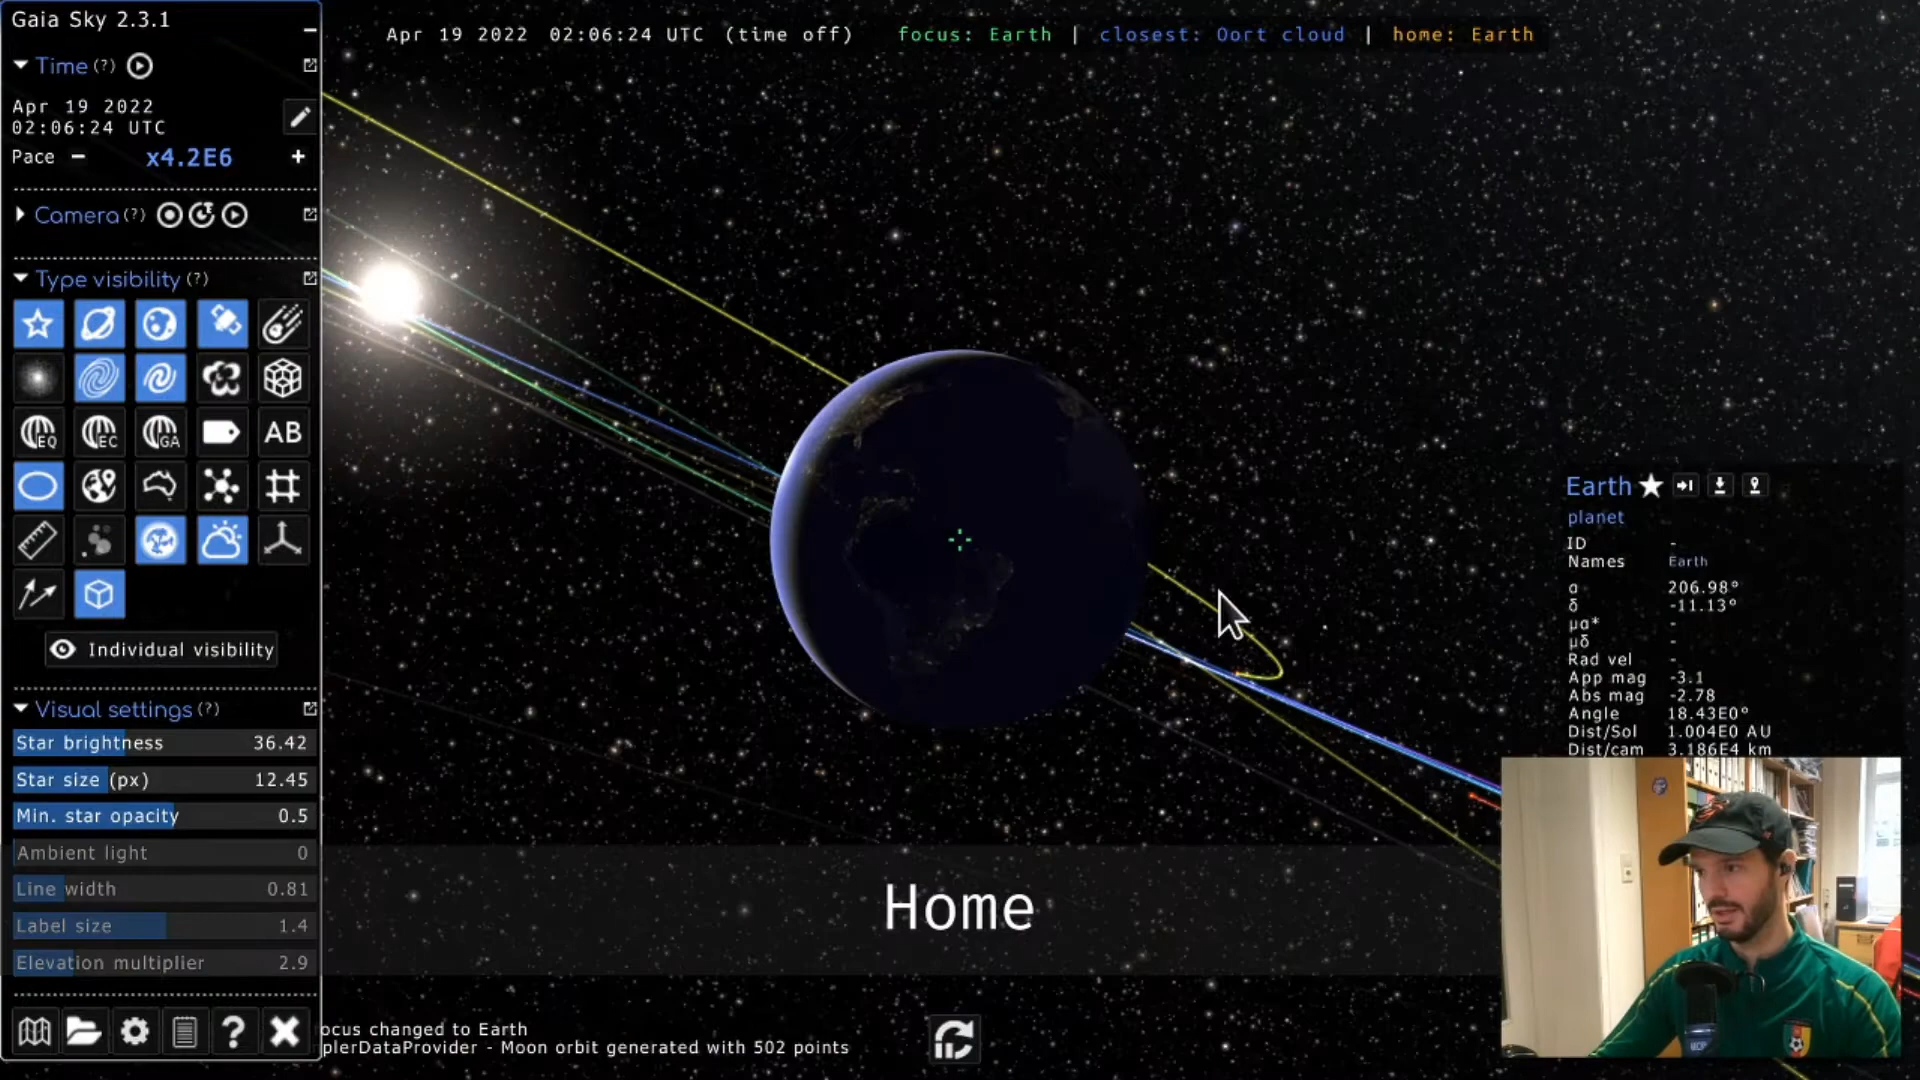 Gaia Sky 2.3.1
Apr 19 2022 02:06:24 UTC (time off) focus: Earth | closest: Oort cloud | home: Earth
Time (?)
Apr 19 2022
02:06:24 UTC
Pace - x4.2E6 +
Camera (?)
Type visibility (?)
EQ EC GA AB
Individual visibility
Visual settings (?)
Star brightness 36.42
Star size (px) 12.45
Min. star opacity 0.5
Ambient light 0
Line width 0.81
Label size 1.4
Elevation multiplier 2.9
Earth
planet
ID -
Names Earth
α 206.98°
δ -11.13°
μα* -
μδ -
Rad vel -
App mag -3.1
Abs mag -2.78
Angle 18.43E0°
Dist/Sol 1.004E0 AU
Dist/cam 3.186E4 km
Home
ocus changed to Earth
plerDataProvider - Moon orbit generated with 502 points